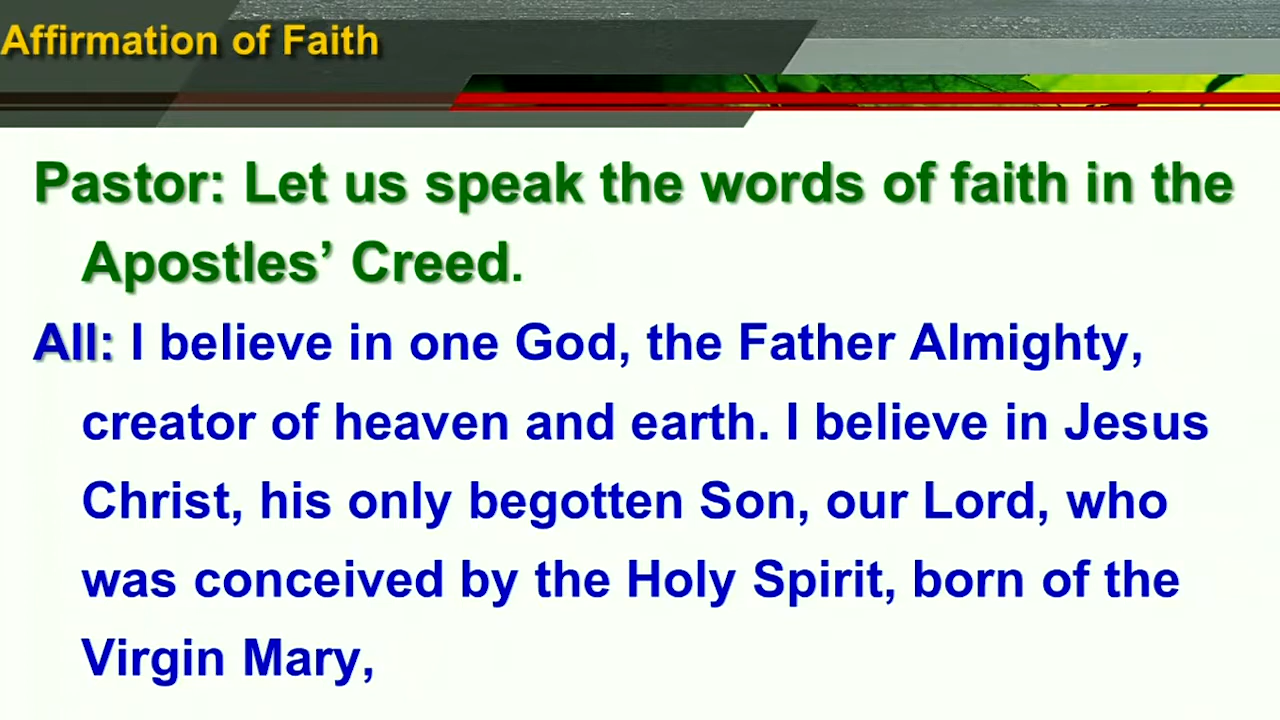 Affirmation of Faith
Pastor: Let us speak the words of faith in the
Apostles’ Creed.
All: I believe in one God, the Father Almighty,
creator of heaven and earth. I believe in Jesus
Christ, his only begotten Son, our Lord, who
was conceived by the Holy Spirit, born of the
Virgin Mary,